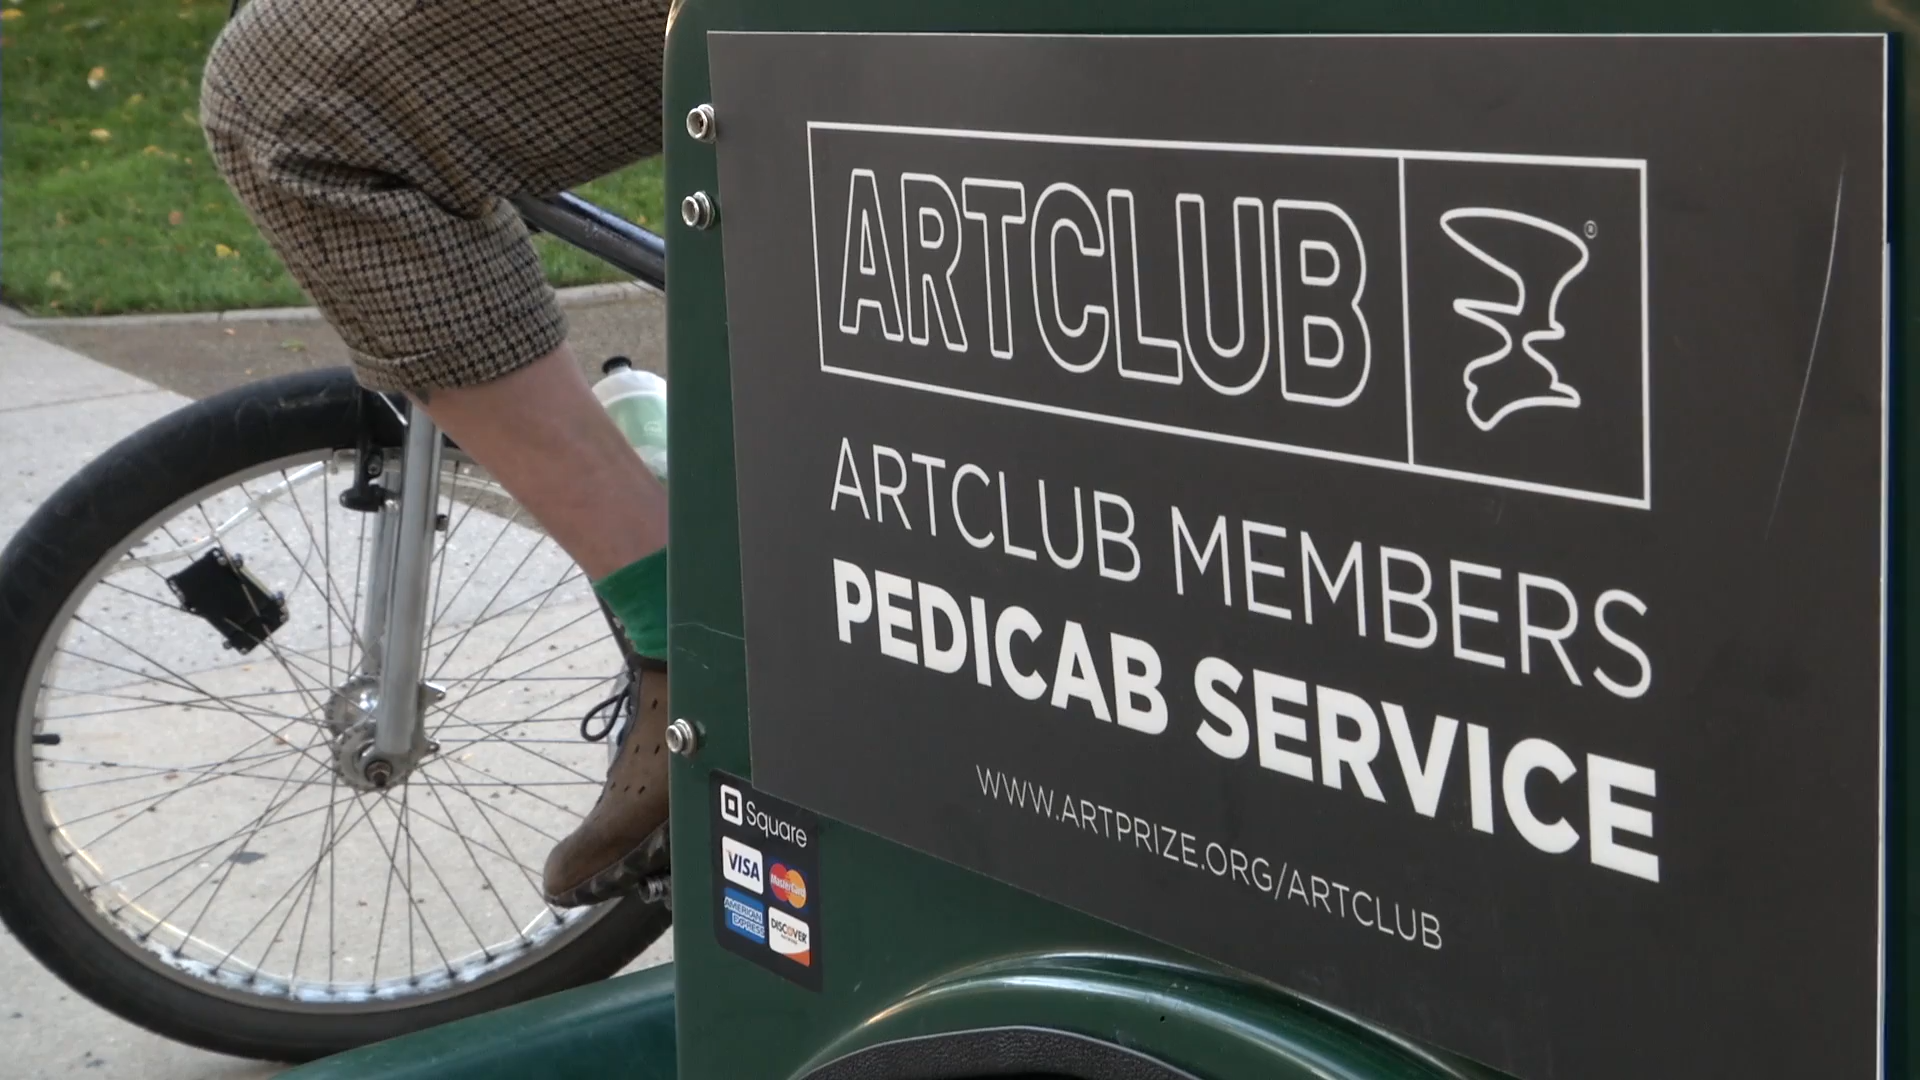 ARTCLUB
®
ARTCLUB MEMBERS
PEDICAB SERVICE
WWW.ARTPRIZE.ORG/ARTCLUB
Square
VISA
MasterCard
AMERICAN
EXPRESS
DISCOVER